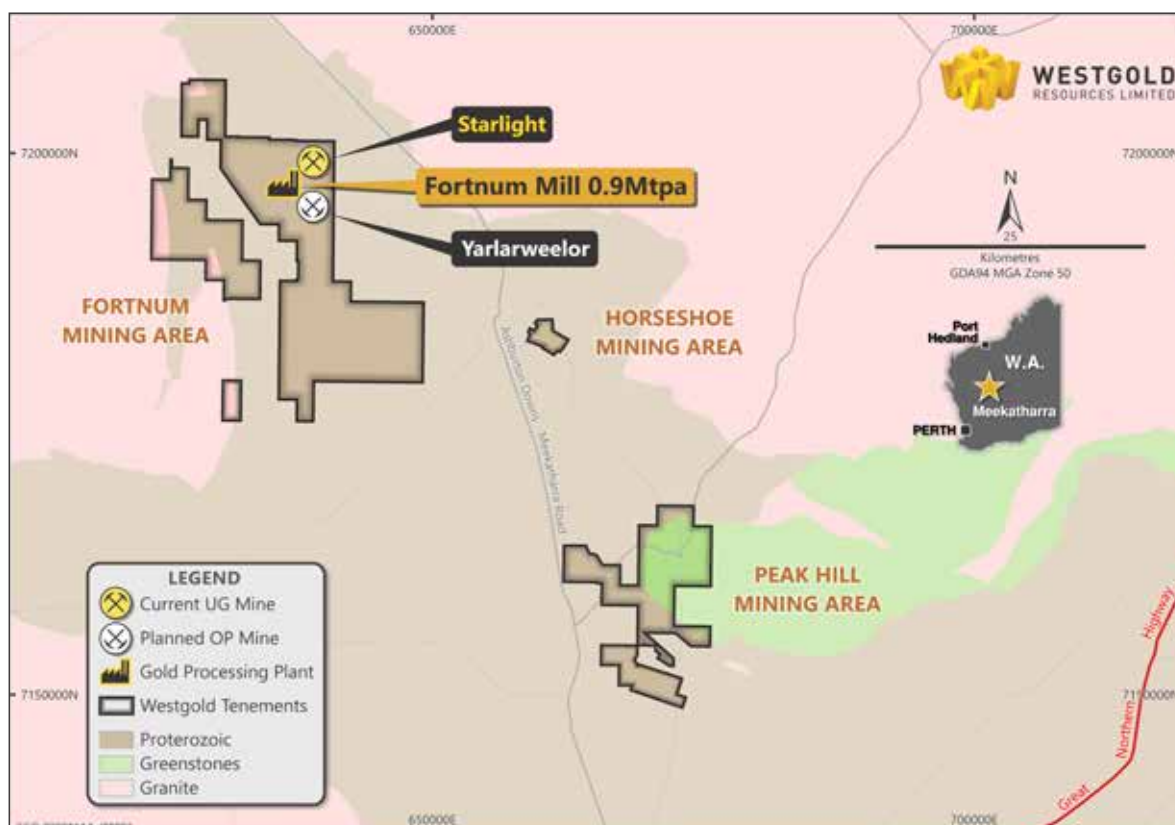 650000E
700000E
WESTGOLD
RESOURCES LIMITED
Starlight
7200000N
7200000N
Fortnum Mill 0.9Mtpa
N
25
Kilometres
GDA94 MGA Zone 50
Yarlarweelor
FORTNUM
MINING AREA
HORSESHOE
MINING AREA
Port
Hedland
W.A.
Meekatharra
PERTH
Ashburton Downs
Meekatharra Road
PEAK HILL
MINING AREA
LEGEND
Current UG Mine
Planned OP Mine
Gold Processing Plant
Westgold Tenements
Proterozoic
Greenstones
Granite
7150000N
7150000N
Great Northern Highway
650000E
700000E